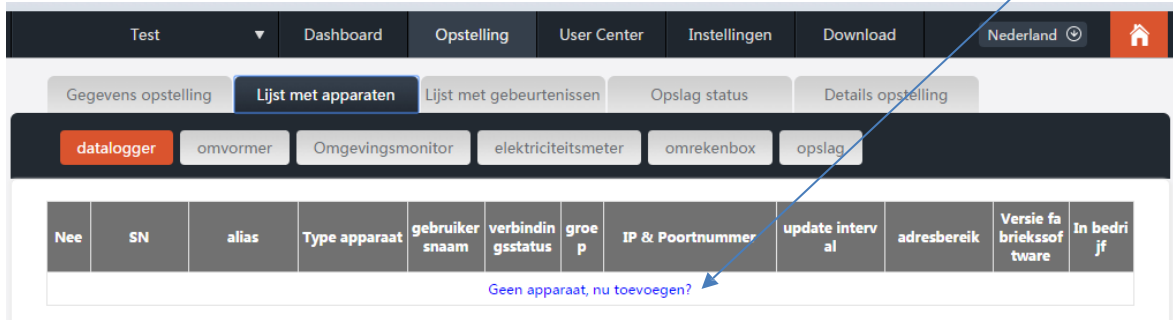 Test ▼ Dashboard Opstelling User Center Instellingen Download Nederland
Gegevens opstelling Lijst met apparaten Lijst met gebeurtenissen Opslag status Details opstelling
datalogger omvormer Omgevingsmonitor elektriciteitsmeter omrekenbox opslag
Nee SN alias Type apparaat gebruiker
snaam verbindin
gsstatus groe
p IP & Poortnummer update interv
al adresbereik Versie fa
briekssof
tware In bedri
jf
Geen apparaat, nu toevoegen?